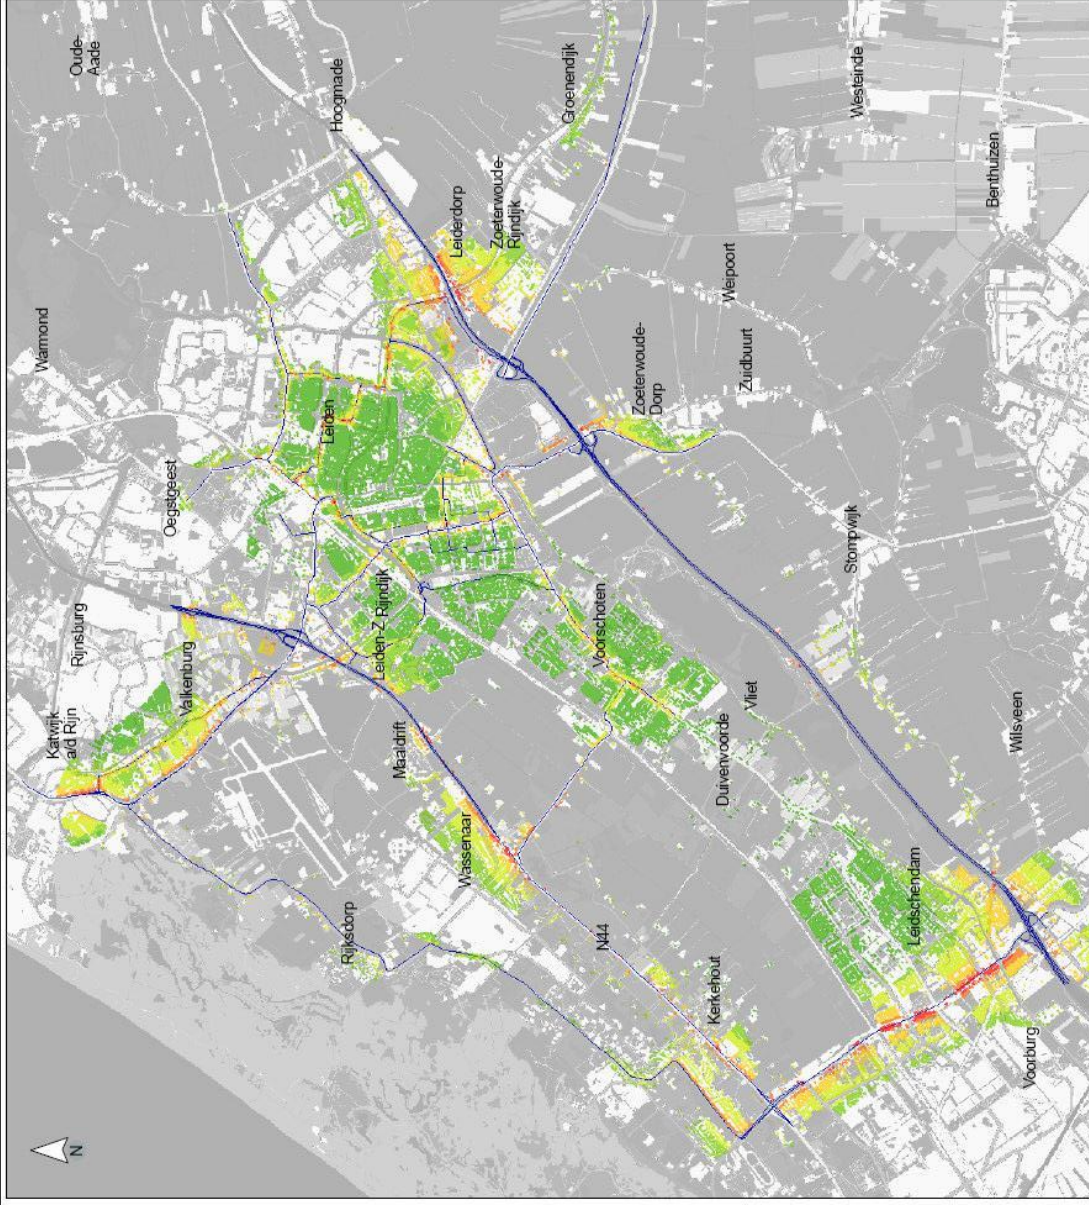 N
Warmond
Katwijk
a/d Rijn
Rijnsburg
Oude-
Aade
Oegstgeest
Valkenburg
Leiden
Hoogmade
Rijksdorp
Leiden-Z Rijndijk
Maaldrift
Leiderdorp
Wassenaar
Zoeterwoude-
Rijndijk
Groenendijk
N44
Voorschoten
Zoeterwoude-
Dorp
Kerkehout
Duivenvoorde
Weipoort
Vliet
Zuidbuurt
Stompwijk
Westeinde
Leidschendam
Benthuizen
Wilsveen
Voorburg